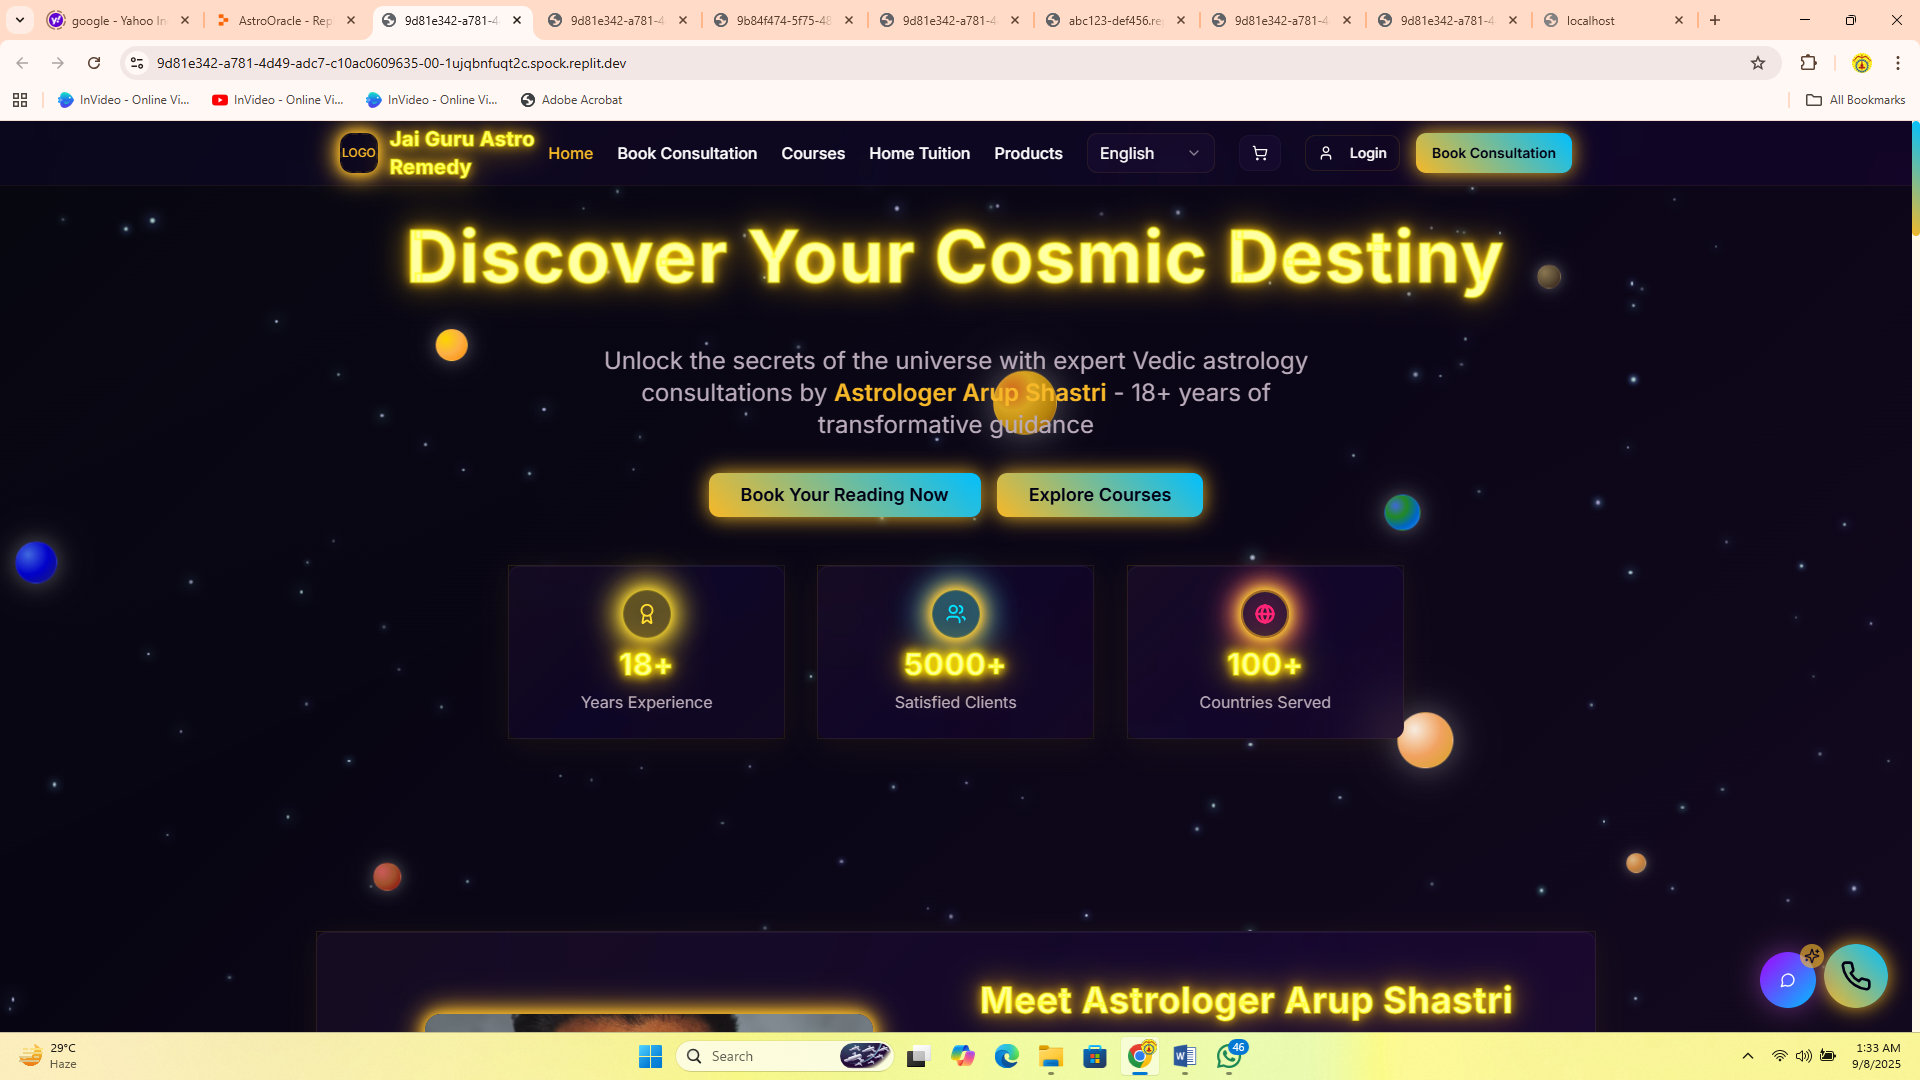 google - Yahoo In
AstroOracle - Rep
9d81e342-a781-4
9d81e342-a781-4
9b84f474-5f75-48
9d81e342-a781-4
abc123-def456.re
9d81e342-a781-4
9d81e342-a781-4
localhost
9d81e342-a781-4d49-adc7-c10ac0609635-00-1ujqbnfuqt2c.spock.replit.dev
InVideo - Online Vi...
InVideo - Online Vi...
InVideo - Online Vi...
Adobe Acrobat
All Bookmarks
LOGO
Jai Guru Astro
Remedy
Home
Book Consultation
Courses
Home Tuition
Products
English
Login
Book Consultation
Discover Your Cosmic Destiny
Unlock the secrets of the universe with expert Vedic astrology
consultations by Astrologer Arup Shastri - 18+ years of
transformative guidance
Book Your Reading Now
Explore Courses
18+
Years Experience
5000+
Satisfied Clients
100+
Countries Served
Meet Astrologer Arup Shastri
29°C
Haze
Search
46
1:33 AM
9/8/2025